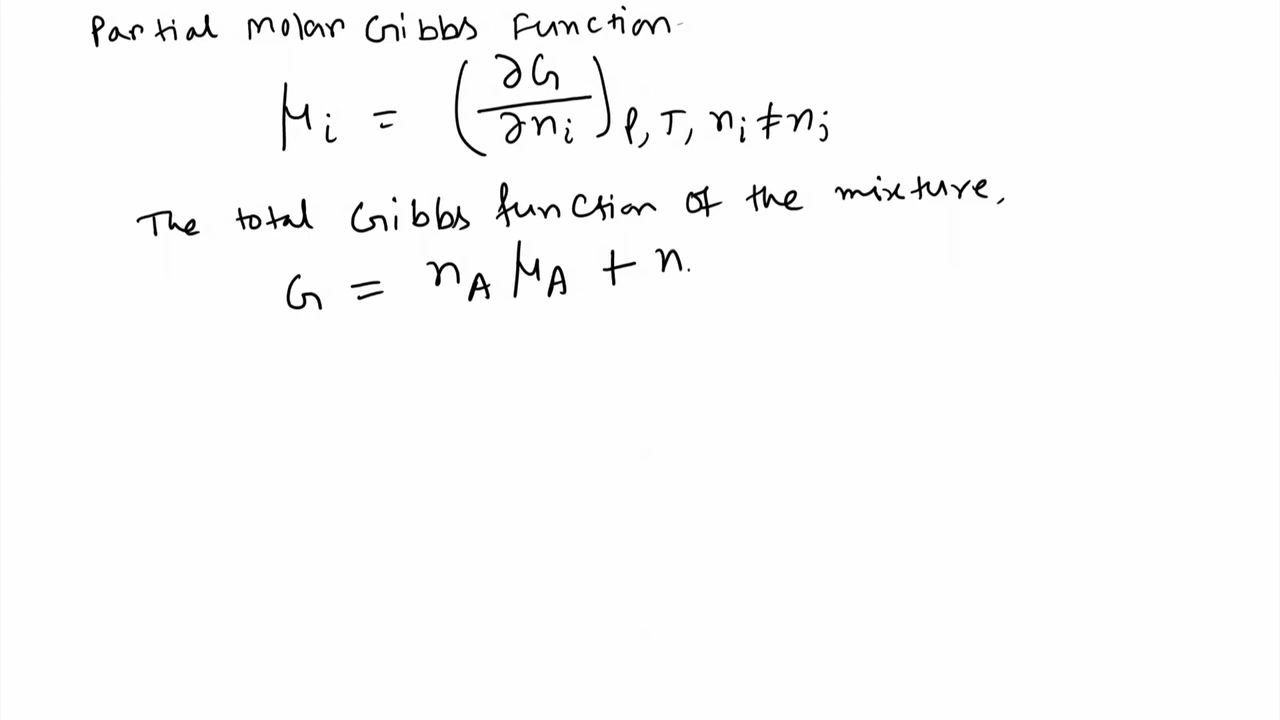 Partial Molar Gibbs Function
μi = (∂G/∂ni)P, T, ni≠nj
The total Gibbs function of the mixture,
G = nA μA + n